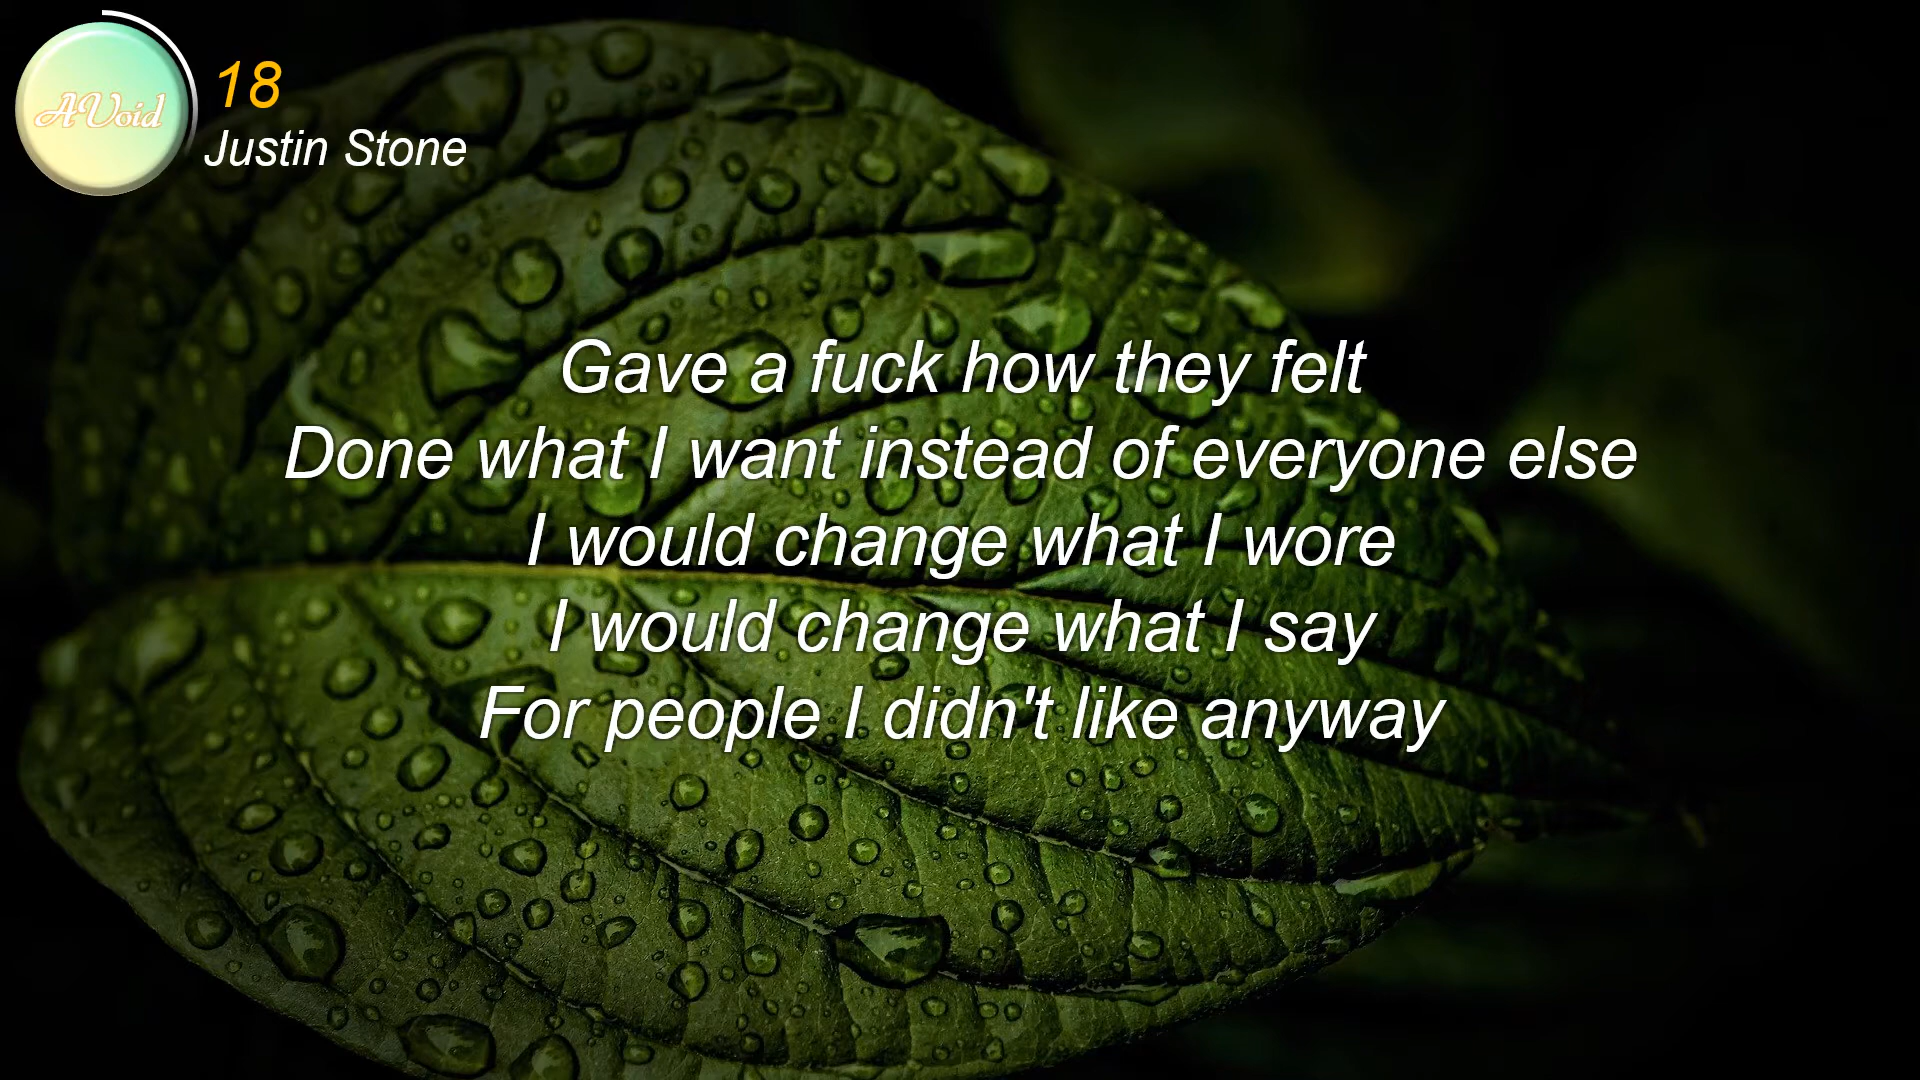 AVoid
18
Justin Stone
Gave a fuck how they felt
Done what I want instead of everyone else
I would change what I wore
I would change what I say
For people I didn't like anyway